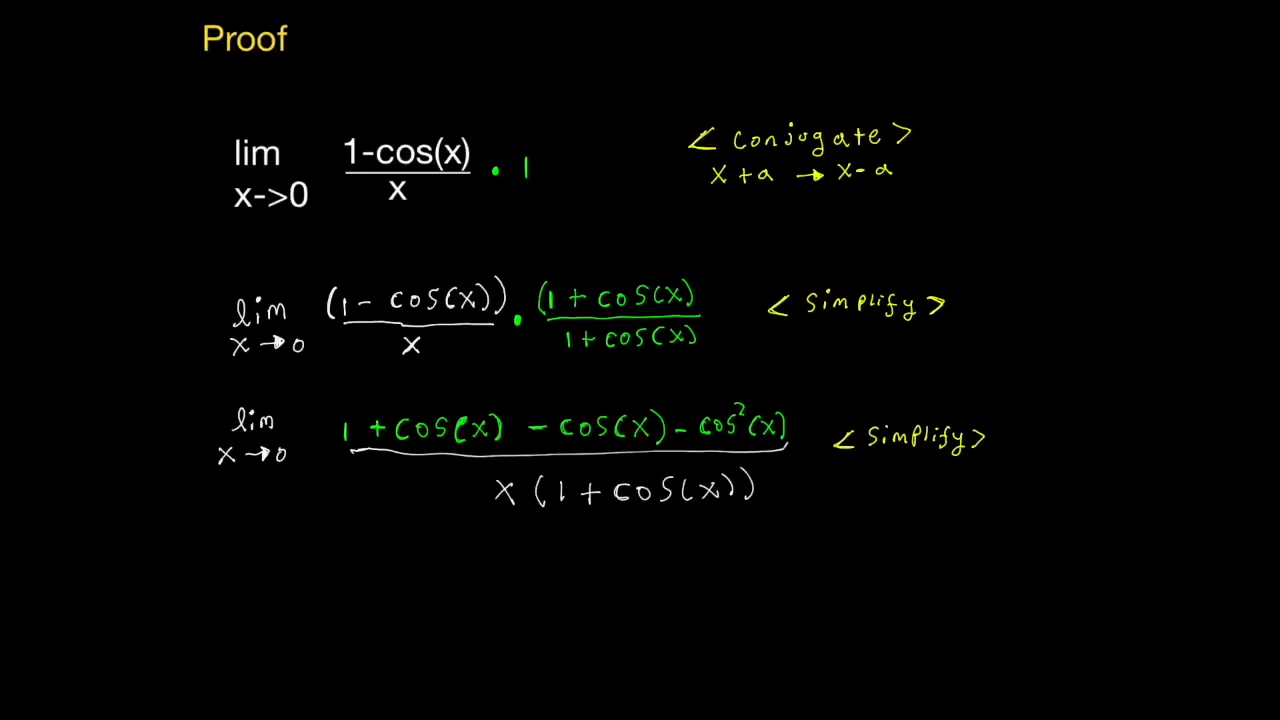 Proof
lim 1-cos(x) · 1 < conjugate >
x->0 x x + a → x - a
lim (1 - cos(x)) · (1 + cos(x) < simplify >
x → 0 x 1 + cos(x)
lim 1 + cos(x) - cos(x) - cos²(x) < simplify >
x → 0 x (1 + cos(x))